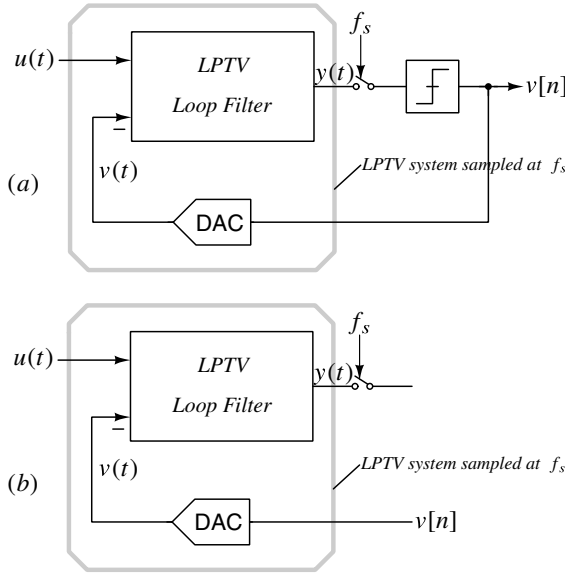 f_s
u(t)
LPTV
Loop Filter
y(t)
v[n]
−
v(t)
LPTV system sampled at f_s
(a)
DAC
f_s
u(t)
LPTV
Loop Filter
y(t)
−
v(t)
LPTV system sampled at f_s
(b)
DAC
v[n]